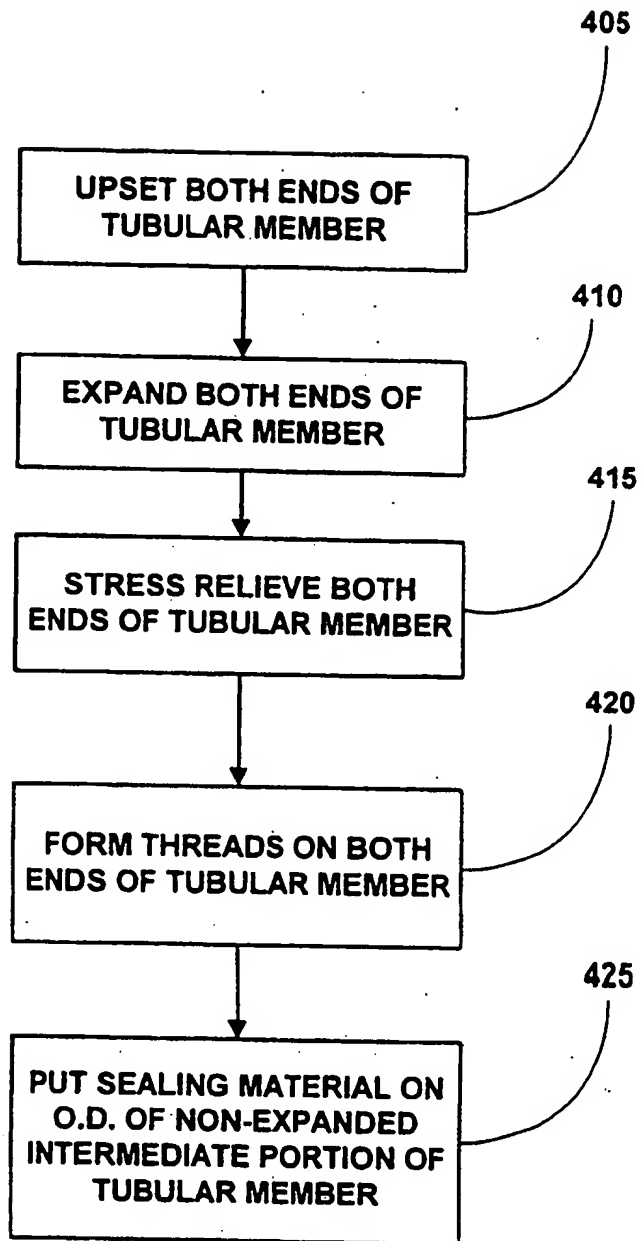 405
UPSET BOTH ENDS OF
TUBULAR MEMBER
410
EXPAND BOTH ENDS OF
TUBULAR MEMBER
415
STRESS RELIEVE BOTH
ENDS OF TUBULAR MEMBER
420
FORM THREADS ON BOTH
ENDS OF TUBULAR MEMBER
425
PUT SEALING MATERIAL ON
O.D. OF NON-EXPANDED
INTERMEDIATE PORTION OF
TUBULAR MEMBER